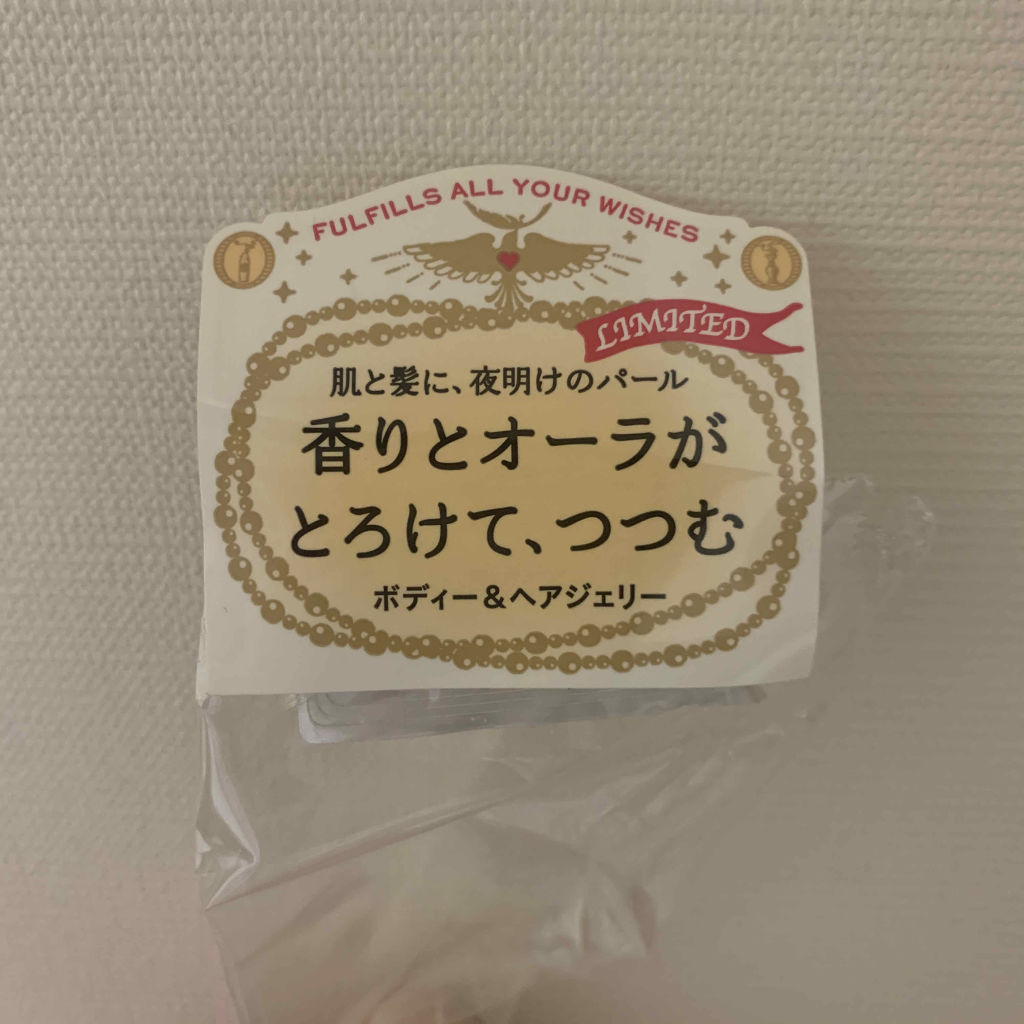 FULFILLS ALL YOUR WISHES
LIMITED
肌と髪に、夜明けのパール
香りとオーラが
とろけて、つつむ
ボディー&ヘアジェリー